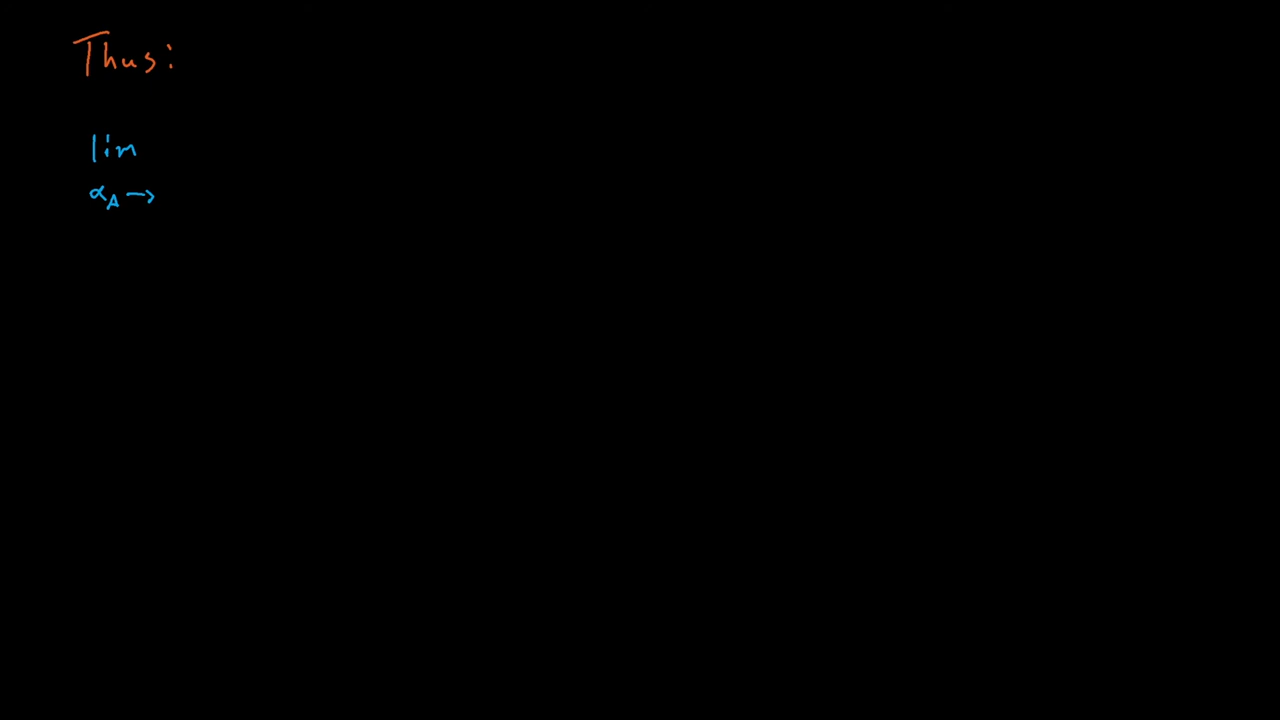 Thus:
lim
α_A →